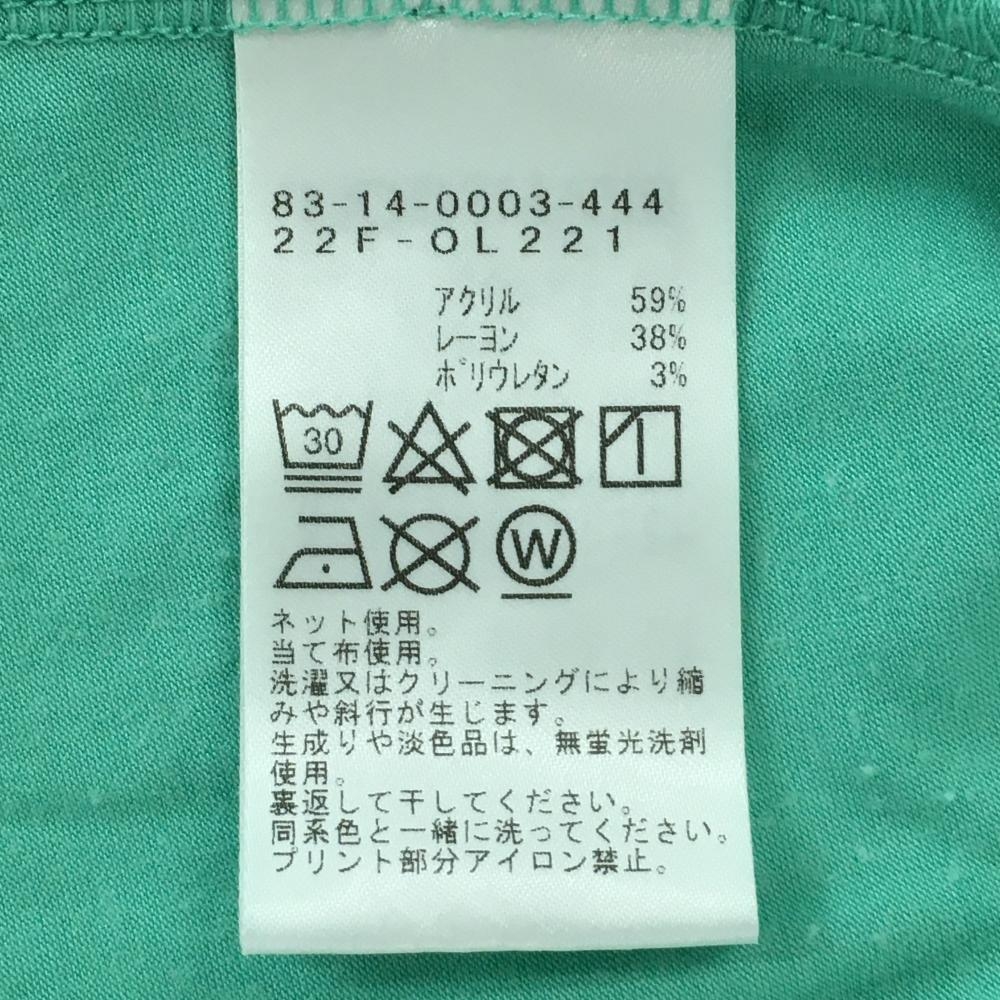 83-14-0003-444
22F-OL221
アクリル 59%
レーヨン 38%
ポリウレタン 3%
30
W
ネット使用。
当て布使用。
洗濯又はクリーニングにより縮
みや斜行が生じます。
生成りや淡色品は、無蛍光洗剤
使用。
裏返して干してください。
同系色と一緒に洗ってください。
プリント部分アイロン禁止。